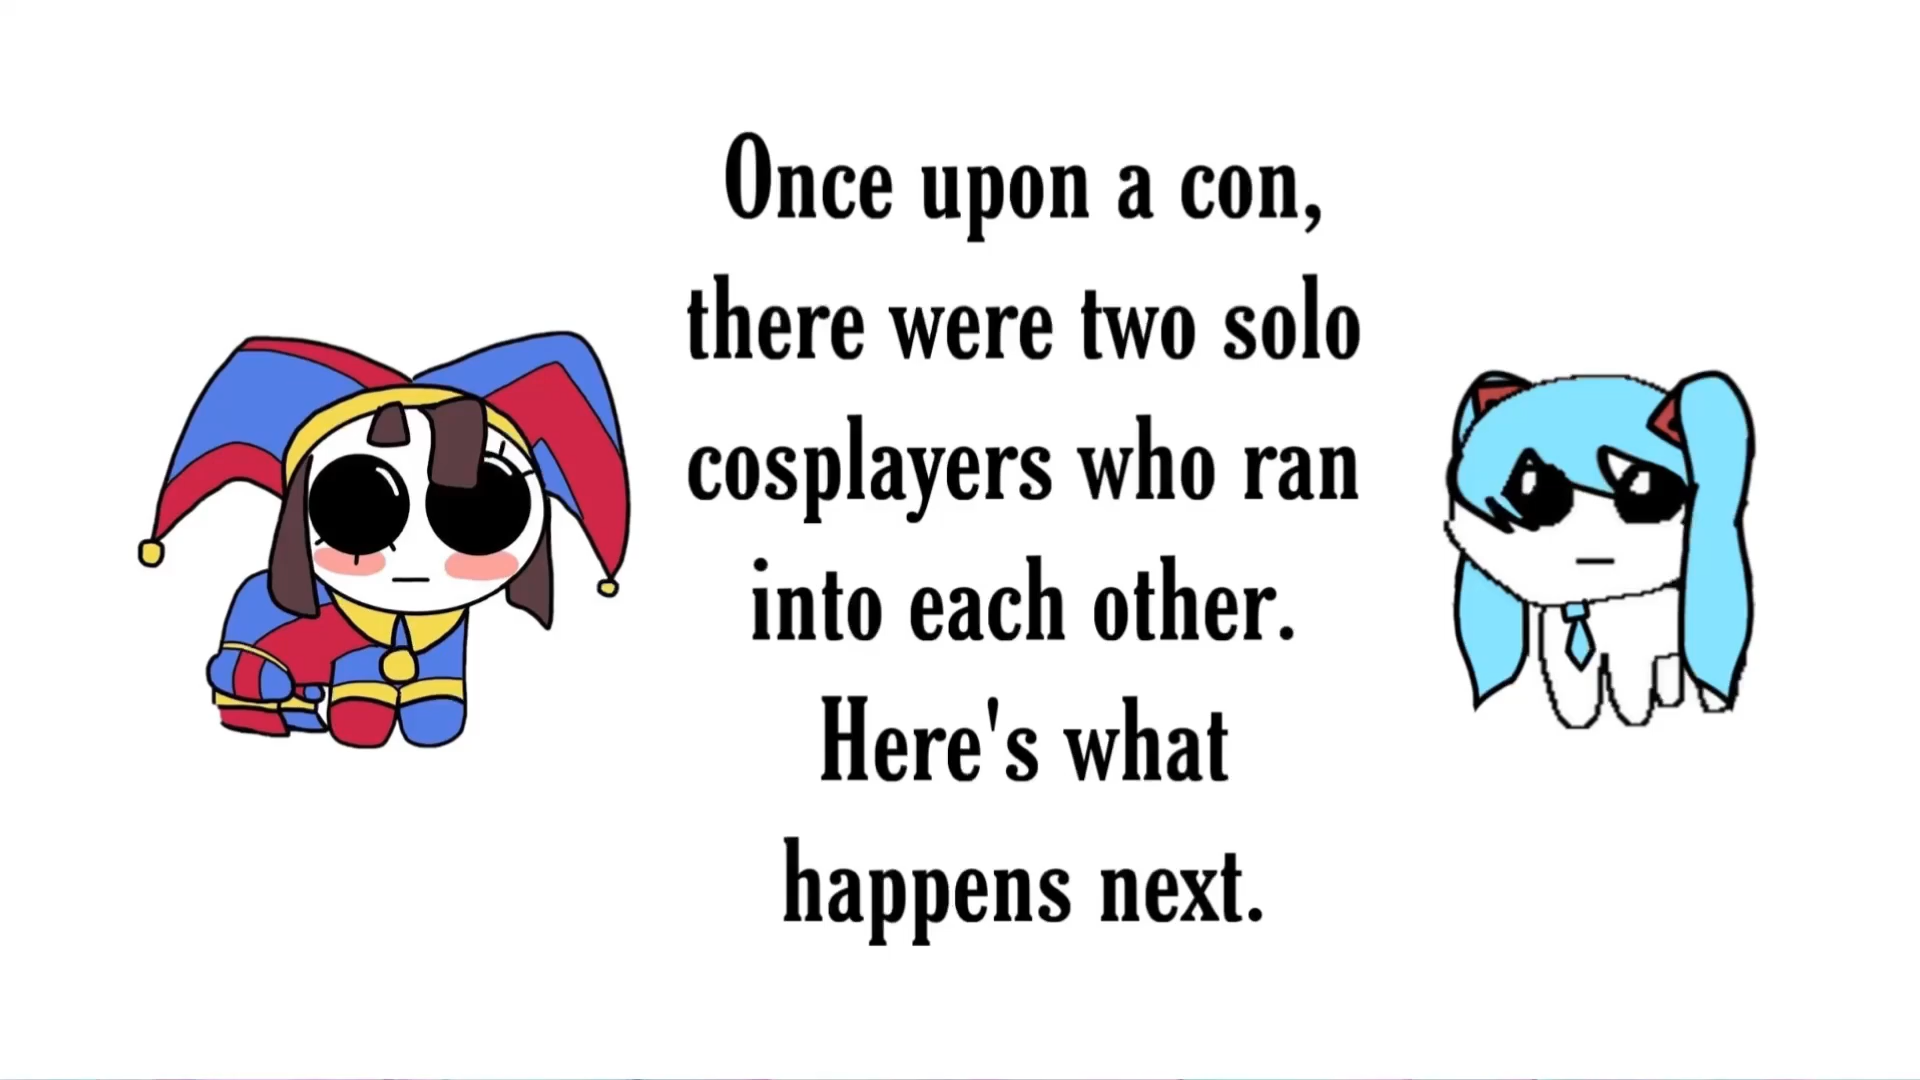 Once upon a con,
there were two solo
cosplayers who ran
into each other.
Here's what
happens next.